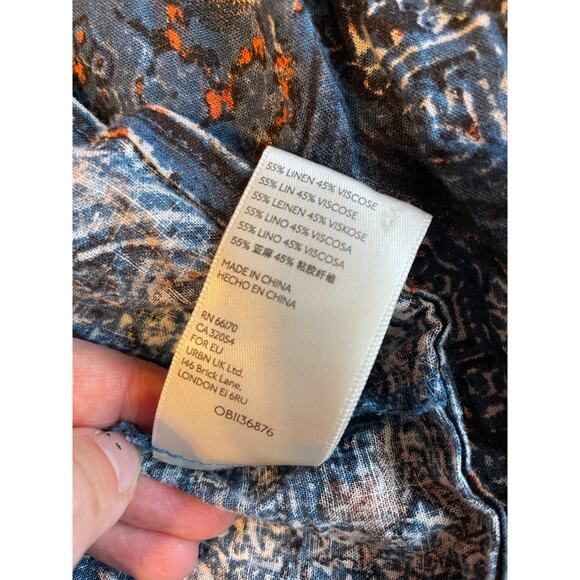 55% LINEN 45% VISCOSE
55% LIN 45% VISCOSE
55% LEINEN 45% VISKOSE
55% LINO 45% VISCOSA
55% LINO 45% VISCOSA
55% 亚麻 45% 粘胶纤维
MADE IN CHINA
HECHO EN CHINA
RN 66170
CA 32054
FOR EU
URBN UK Ltd.
146 Brick Lane,
LONDON E1 6RU
OB1136876